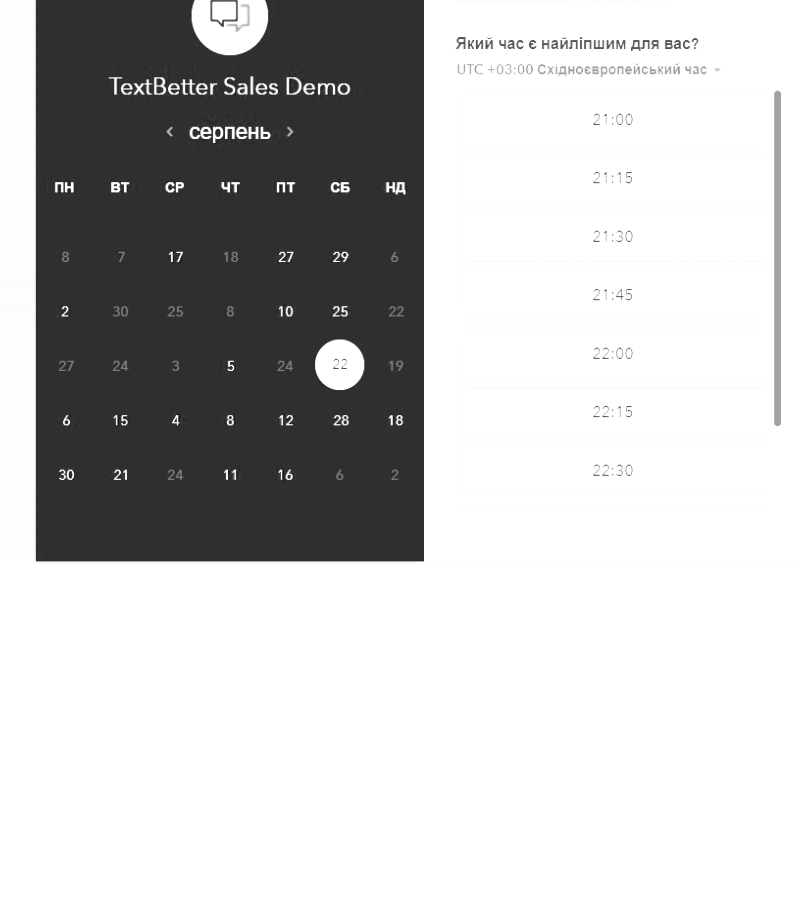 TextBetter Sales Demo
серпень
ПН ВТ СР ЧТ ПТ СБ НД
8 7 17 18 27 29 6
2 30 25 8 10 25 22
27 24 3 5 24 22 19
6 15 4 8 12 28 18
30 21 24 11 16 6 2
Який час є найліпшим для вас?
UTC +03:00 Східноєвропейський час
21:00
21:15
21:30
21:45
22:00
22:15
22:30